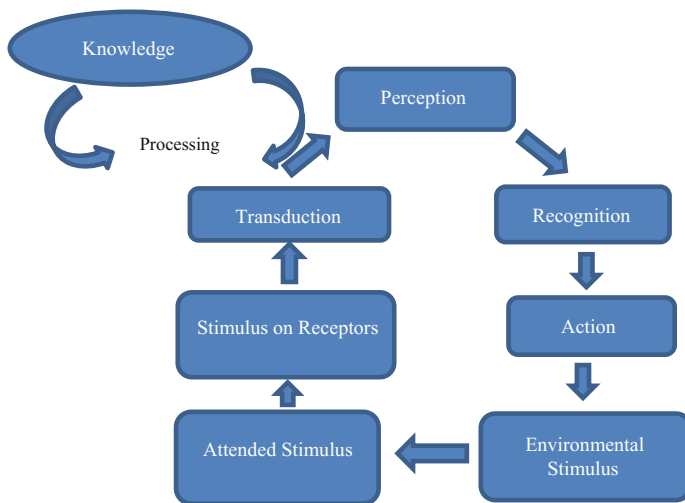 Knowledge
Perception
Processing
Transduction
Recognition
Stimulus on Receptors
Action
Attended Stimulus
Environmental
Stimulus